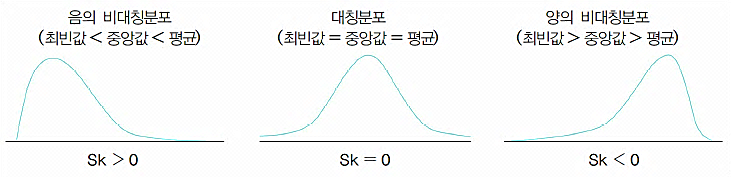 음의 비대칭분포
(최빈값 < 중앙값 < 평균)
Sk > 0
대칭분포
(최빈값 = 중앙값 = 평균)
Sk = 0
양의 비대칭분포
(최빈값 > 중앙값 > 평균)
Sk < 0